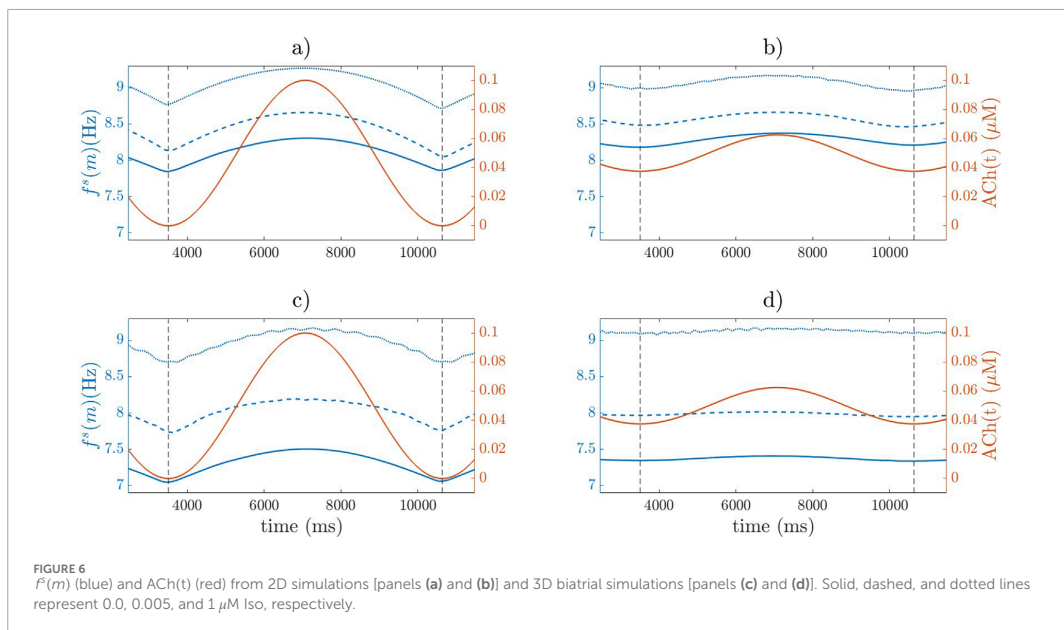 a)
b)
9
8.5
8
7.5
7
f^s(m)(Hz)
0.1
0.08
0.06
0.04
0.02
0
4000 6000 8000 10000
9
8.5
8
7.5
7
f^s(m)(Hz)
0.1
0.08
0.06
0.04
0.02
0
ACh(t) (μM)
4000 6000 8000 10000
c)
d)
9
8.5
8
7.5
7
f^s(m)(Hz)
0.1
0.08
0.06
0.04
0.02
0
4000 6000 8000 10000
time (ms)
9
8.5
8
7.5
7
f^s(m)(Hz)
0.1
0.08
0.06
0.04
0.02
0
ACh(t) (μM)
4000 6000 8000 10000
time (ms)
FIGURE 6
f^s(m) (blue) and ACh(t) (red) from 2D simulations [panels (a) and (b)] and 3D biatrial simulations [panels (c) and (d)]. Solid, dashed, and dotted lines
represent 0.0, 0.005, and 1 μM Iso, respectively.